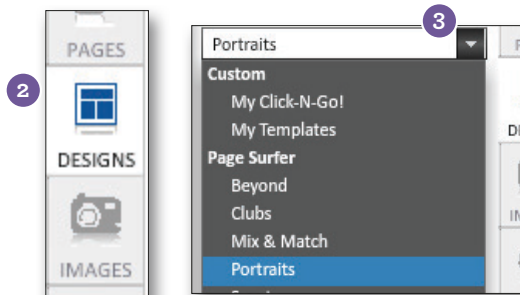 2
PAGES
DESIGNS
IMAGES
3
Portraits
Custom
My Click-N-Go!
My Templates
Page Surfer
Beyond
Clubs
Mix & Match
Portraits